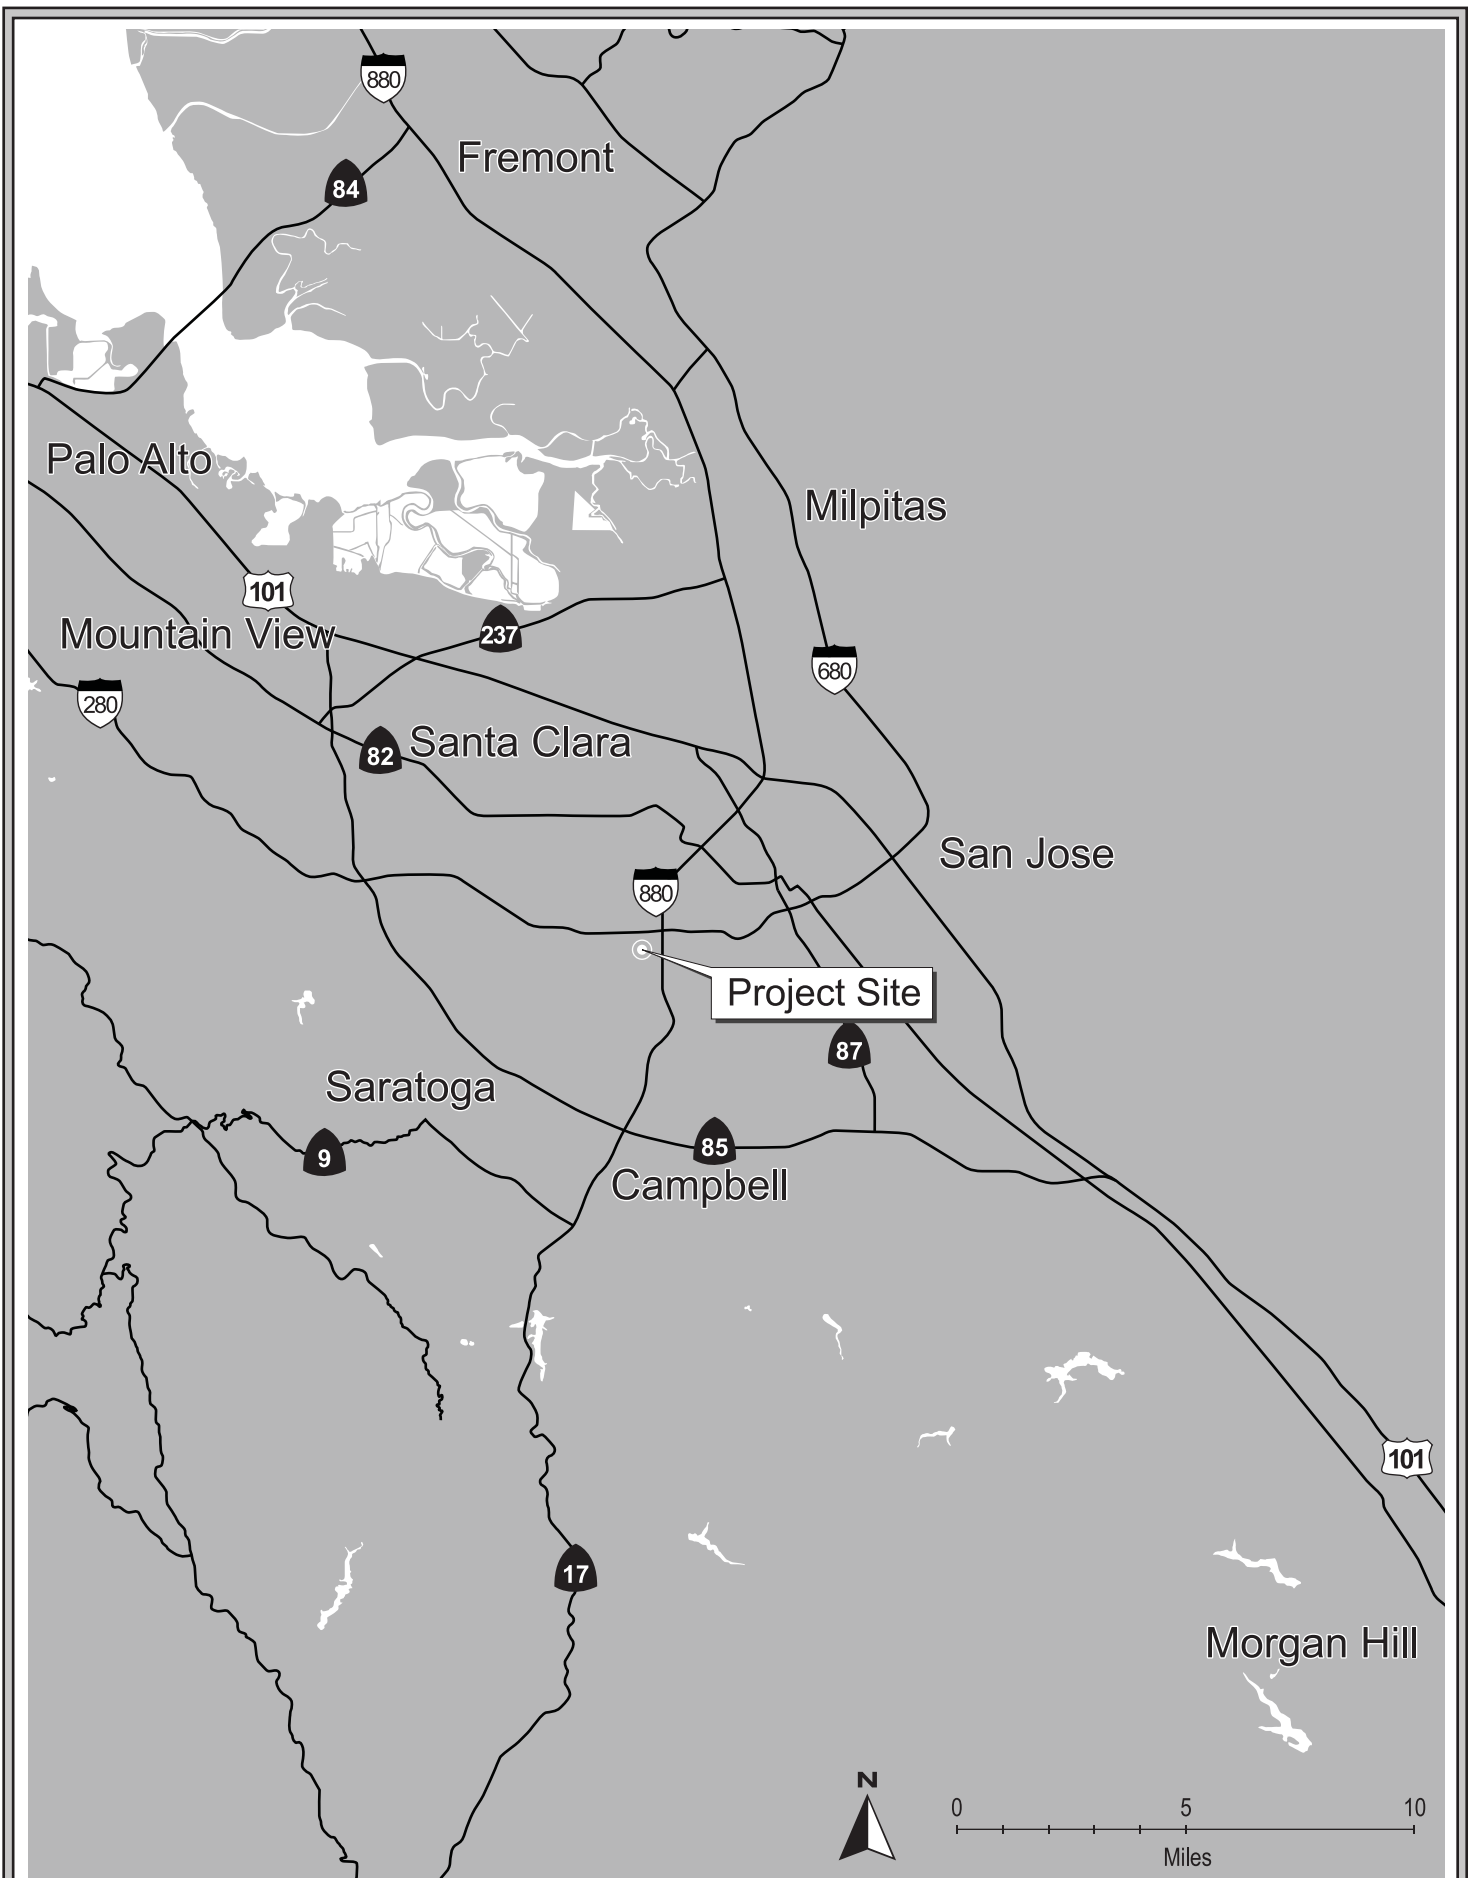 880
Fremont
84
Palo Alto
Milpitas
101
Mountain View
237
680
280
82
Santa Clara
San Jose
880
Project Site
87
Saratoga
9
85
Campbell
101
17
Morgan Hill
N
0 5 10
Miles